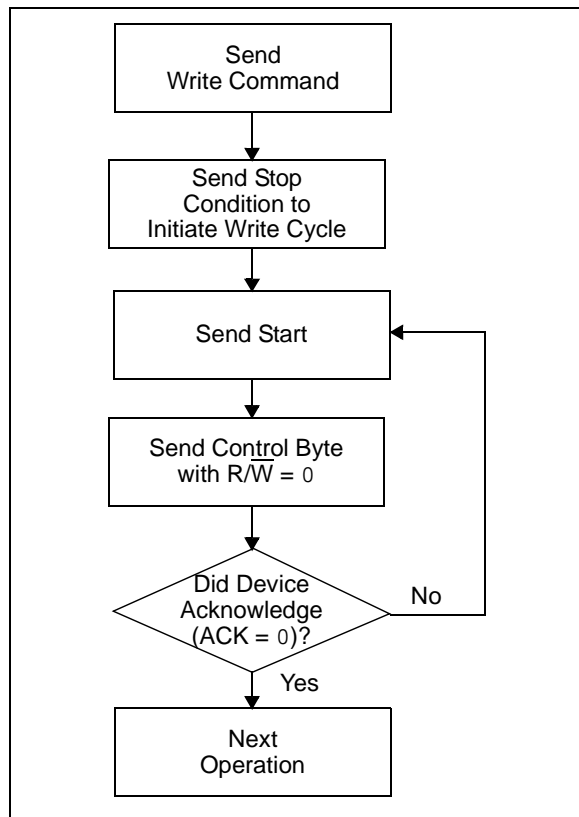 Send
Write Command
Send Stop
Condition to
Initiate Write Cycle
Send Start
Send Control Byte
with R/W̅ = 0
Did Device
Acknowledge
(ACK = 0)?
No
Yes
Next
Operation